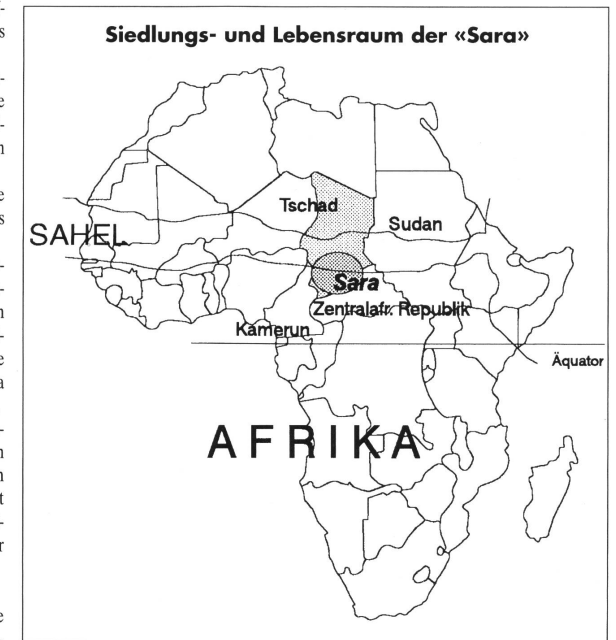 Siedlungs- und Lebensraum der «Sara»
Tschad
Sudan
SAHEL
Sara
Zentralafr. Republik
Kamerun
Äquator
AFRIKA